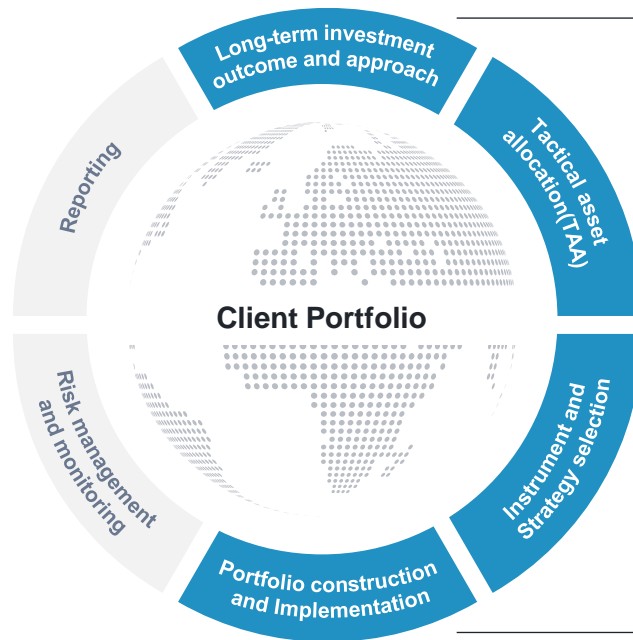 Long-term investment
outcome and approach
Tactical asset
allocation(TAA)
Instrument and
Strategy selection
Portfolio construction
and Implementation
Risk management
and monitoring
Reporting
Client Portfolio